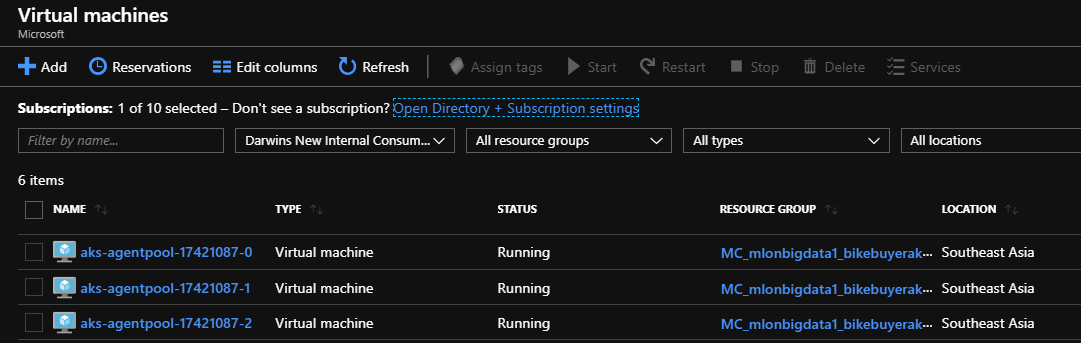 Virtual machines
Microsoft
Add Reservations Edit columns Refresh Assign tags Start Restart Stop Delete Services
Subscriptions: 1 of 10 selected – Don't see a subscription? Open Directory + Subscription settings
Filter by name... Darwins New Internal Consum... All resource groups All types All locations
6 items
NAME TYPE STATUS RESOURCE GROUP LOCATION
aks-agentpool-17421087-0 Virtual machine Running MC_mlonbigdata1_bikebuyerak... Southeast Asia
aks-agentpool-17421087-1 Virtual machine Running MC_mlonbigdata1_bikebuyerak... Southeast Asia
aks-agentpool-17421087-2 Virtual machine Running MC_mlonbigdata1_bikebuyerak... Southeast Asia